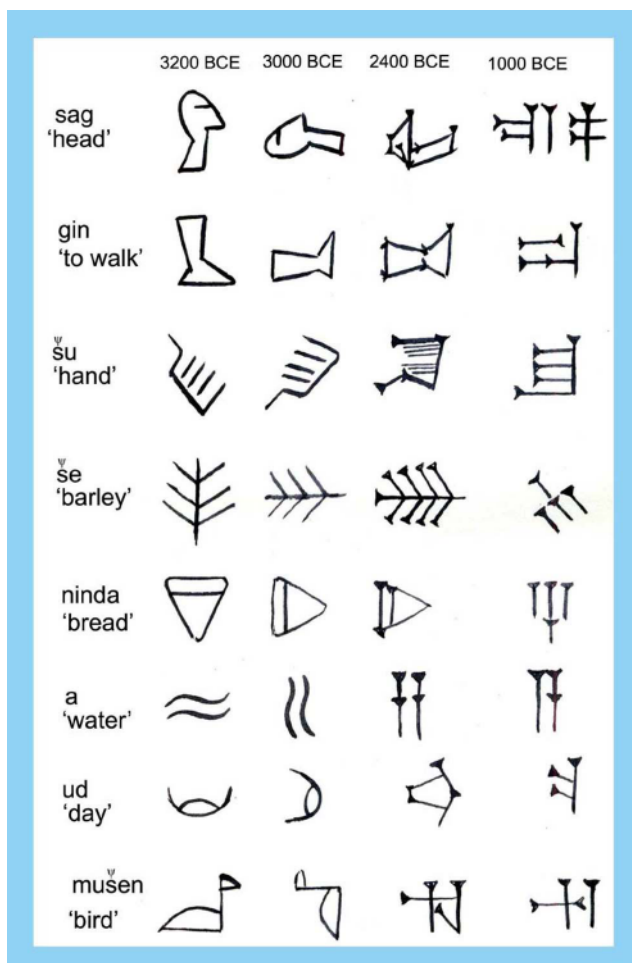 3200 BCE 3000 BCE 2400 BCE 1000 BCE
sag
‘head’
gin
‘to walk’
šu
‘hand’
še
‘barley’
ninda
‘bread’
a
‘water’
ud
‘day’
mušen
‘bird’